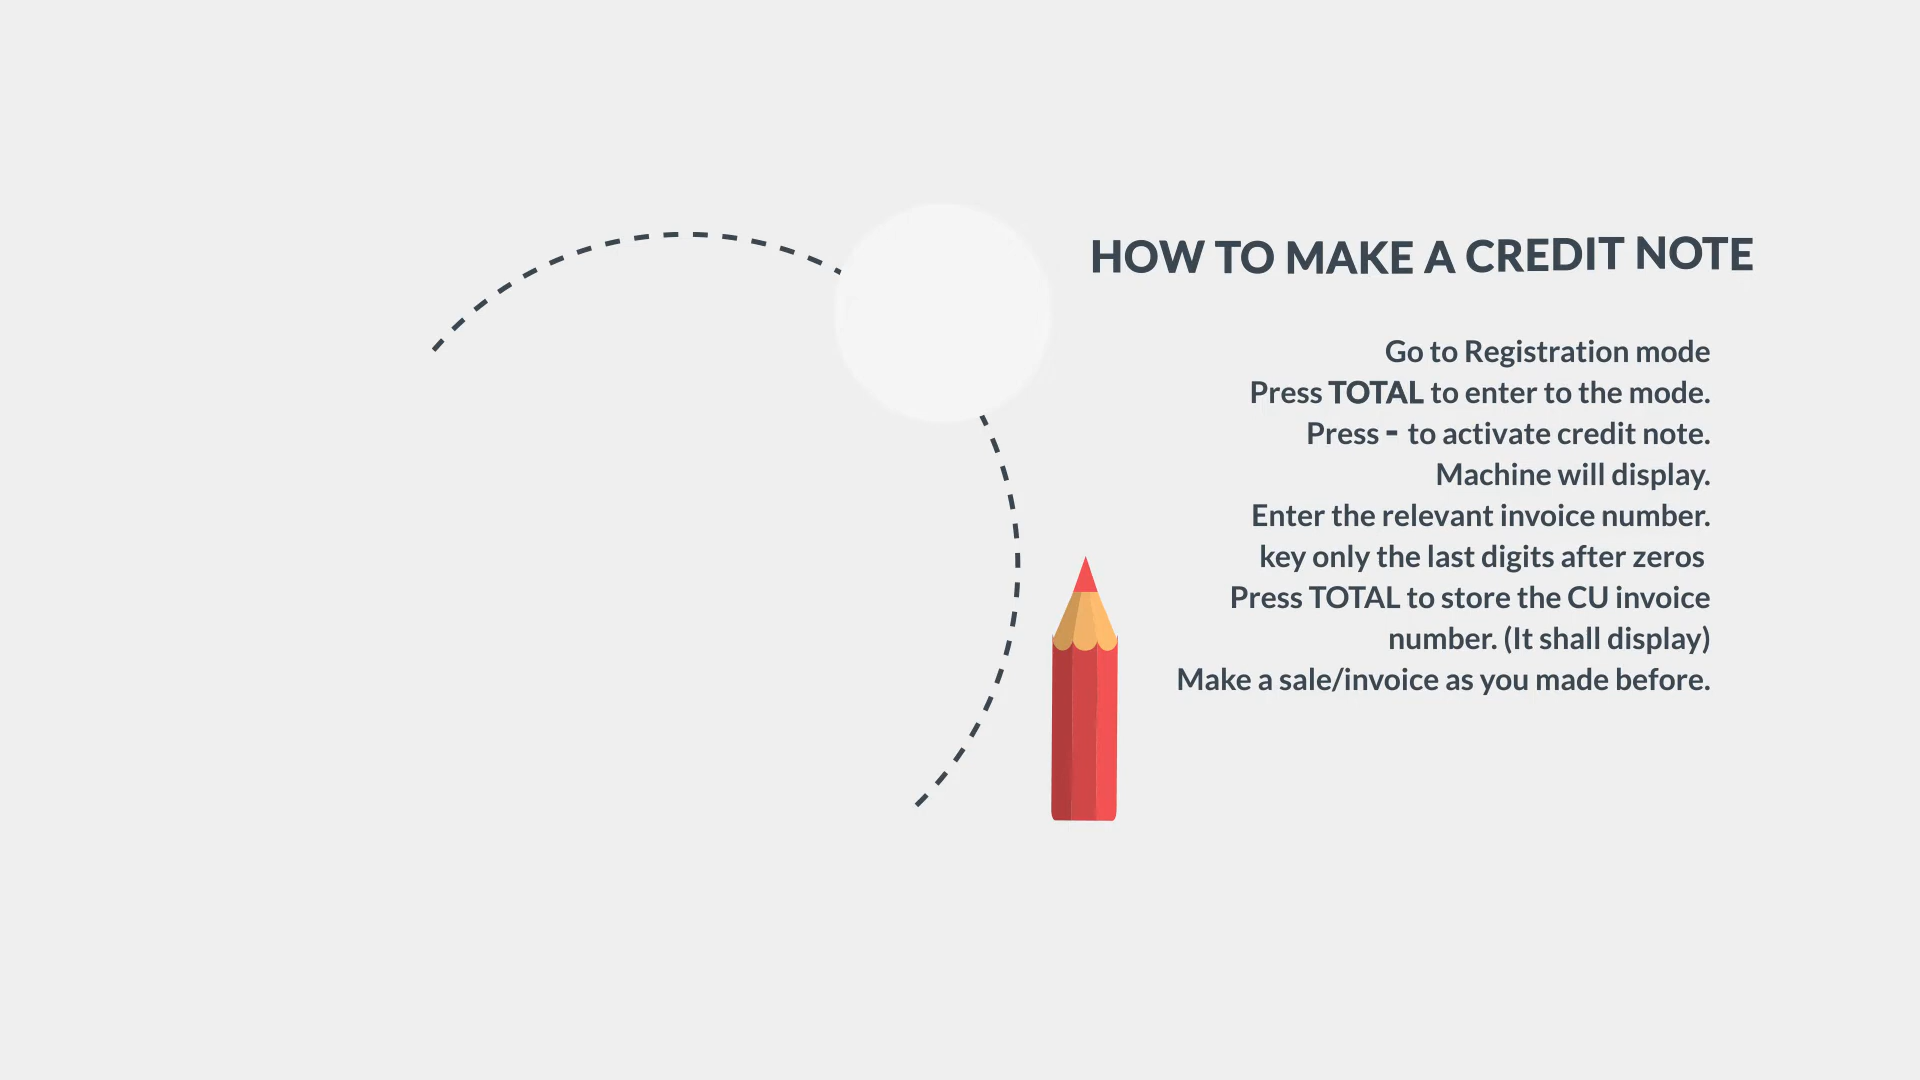 HOW TO MAKE A CREDIT NOTE
Go to Registration mode
Press TOTAL to enter to the mode.
Press - to activate credit note.
Machine will display.
Enter the relevant invoice number.
key only the last digits after zeros
Press TOTAL to store the CU invoice
number. (It shall display)
Make a sale/invoice as you made before.